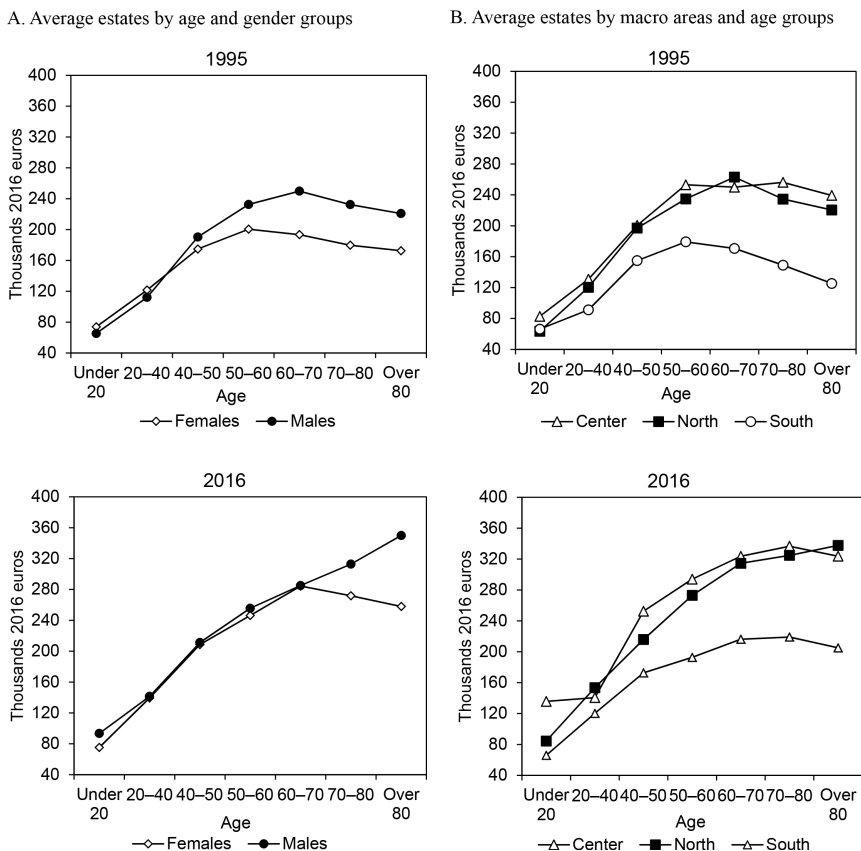 A. Average estates by age and gender groups
1995
400
360
320
280
240
200
160
120
80
40
Thousands 2016 euros
Under 20–40 40–50 50–60 60–70 70–80 Over
20 80
Age
Females Males
B. Average estates by macro areas and age groups
1995
400
360
320
280
240
200
160
120
80
40
Thousands 2016 euros
Under 20–40 40–50 50–60 60–70 70–80 Over
20 80
Age
Center North South
2016
400
360
320
280
240
200
160
120
80
40
Thousands 2016 euros
Under 20–40 40–50 50–60 60–70 70–80 Over
20 80
Age
Females Males
2016
400
360
320
280
240
200
160
120
80
40
Thousands 2016 euros
Under 20–40 40–50 50–60 60–70 70–80 Over
20 80
Age
Center North South